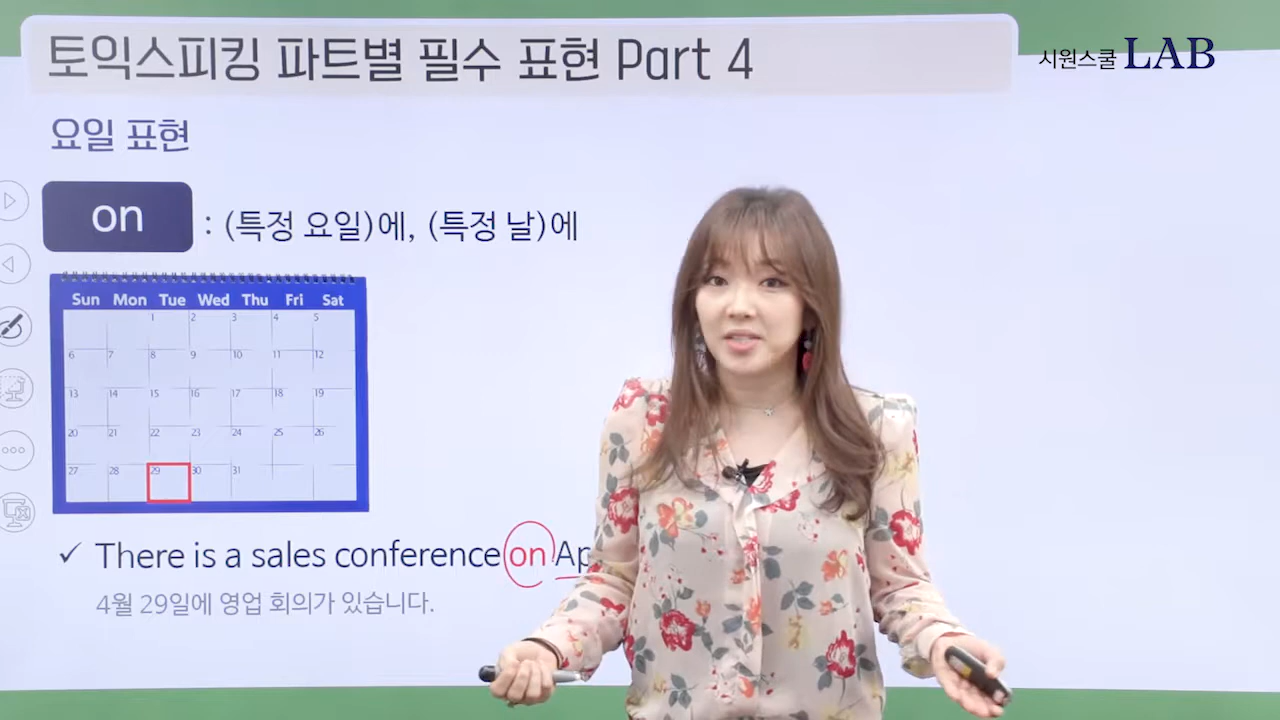 토익스피킹 파트별 필수 표현 Part 4
시원스쿨 LAB
요일 표현
on : (특정 요일)에, (특정 날)에
Sun Mon Tue Wed Thu Fri Sat
1 2 3 4 5
6 7 8 9 10 11 12
13 14 15 16 17 18 19
20 21 22 23 24 25 26
27 28 29 30 31
✓ There is a sales conference on Ap
4월 29일에 영업 회의가 있습니다.